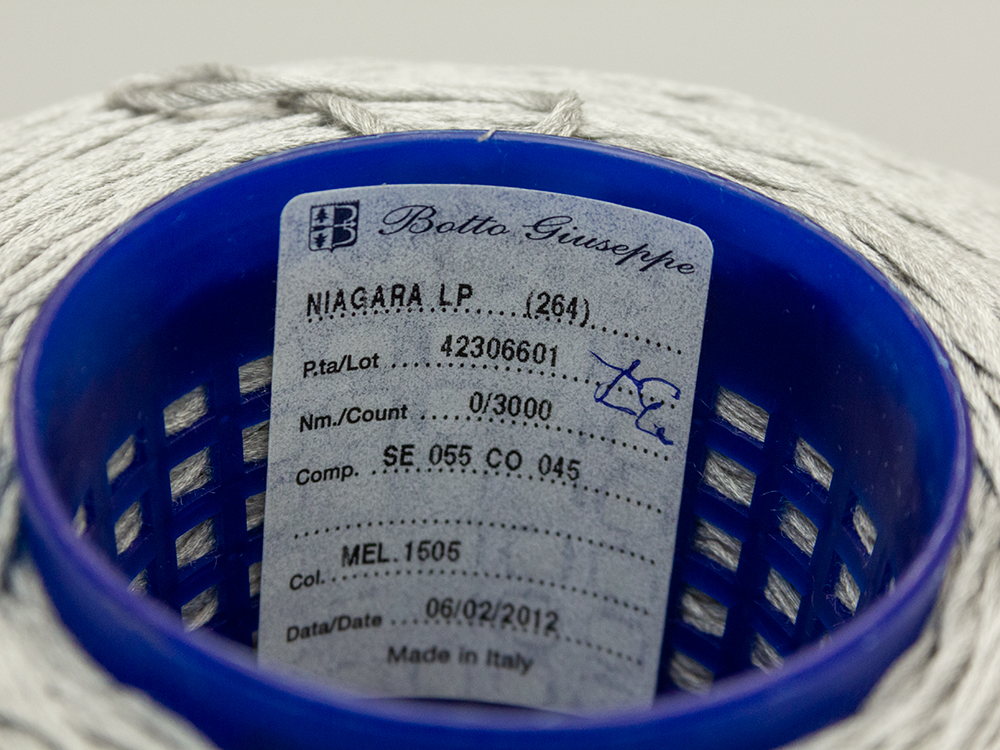 B Botto Giuseppe
NIAGARA LP (264)
P.ta/Lot 42306601
Nm./Count 0/3000
Comp. SE 055 CO 045
Col. MEL.1505
Data/Date 06/02/2012
Made in Italy